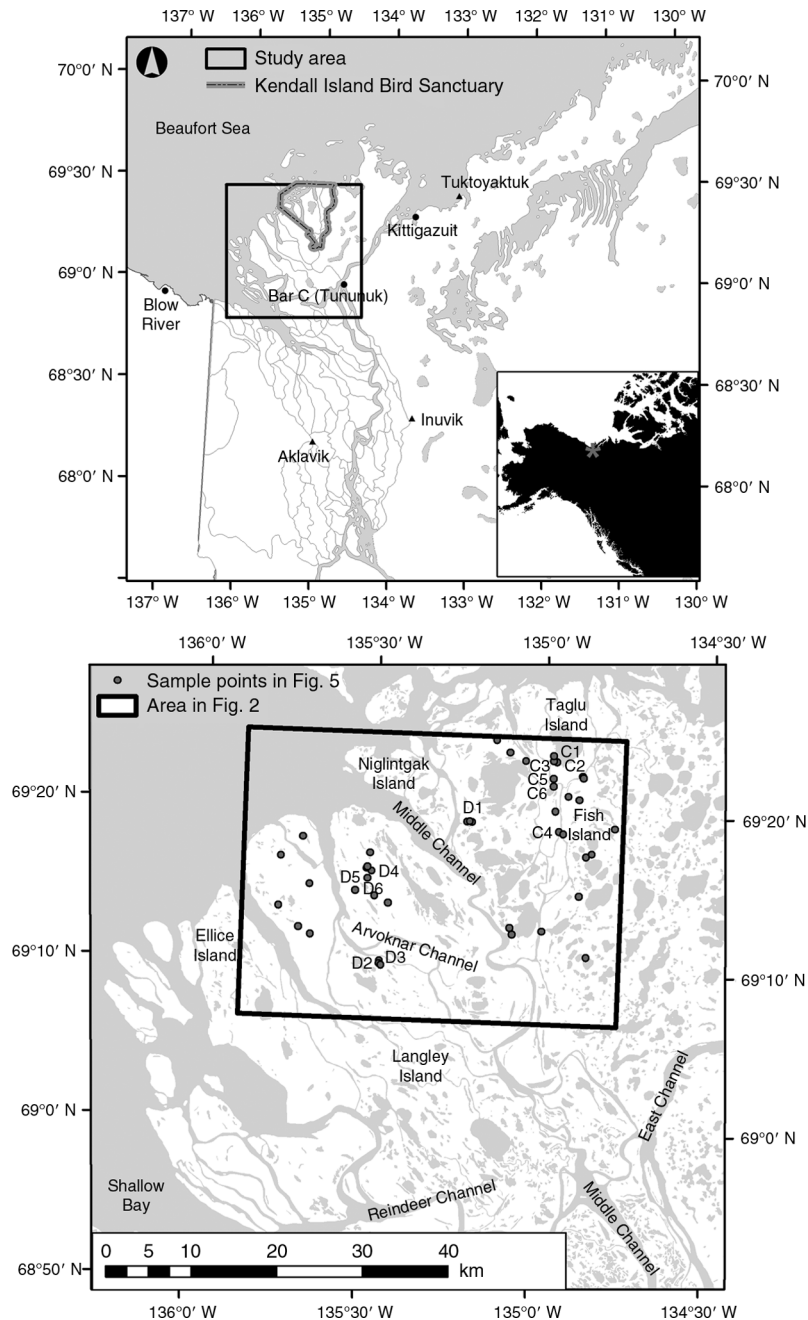 137° W 136° W 135° W 134° W 133° W 132° W 131° W 130° W
70°0′ N
70°0′ N
Study area
Kendall Island Bird Sanctuary
Beaufort Sea
69°30′ N
69°30′ N
Tuktoyaktuk
Kittigazuit
69°0′ N
69°0′ N
Bar C (Tununuk)
Blow
River
68°30′ N
68°30′ N
Inuvik
Aklavik
68°0′ N
68°0′ N
137° W 136° W 135° W 134° W 133° W 132° W 131° W 130° W
136°0′ W 135°30′ W 135°0′ W 134°30′ W
Sample points in Fig. 5
Area in Fig. 2
Taglu
Island
C1
C3 C2
C5
C6
Niglintgak
Island
69°20′ N
69°20′ N
D1
Fish
Island
C4
Middle Channel
D5 D4
D6
Ellice
Island
Arvoknar Channel
D2 D3
69°10′ N
69°10′ N
Langley
Island
East Channel
69°0′ N
69°0′ N
Shallow
Bay
Reindeer Channel
Middle Channel
0 5 10 20 30 40
km
68°50′ N
136°0′ W 135°30′ W 135°0′ W 134°30′ W